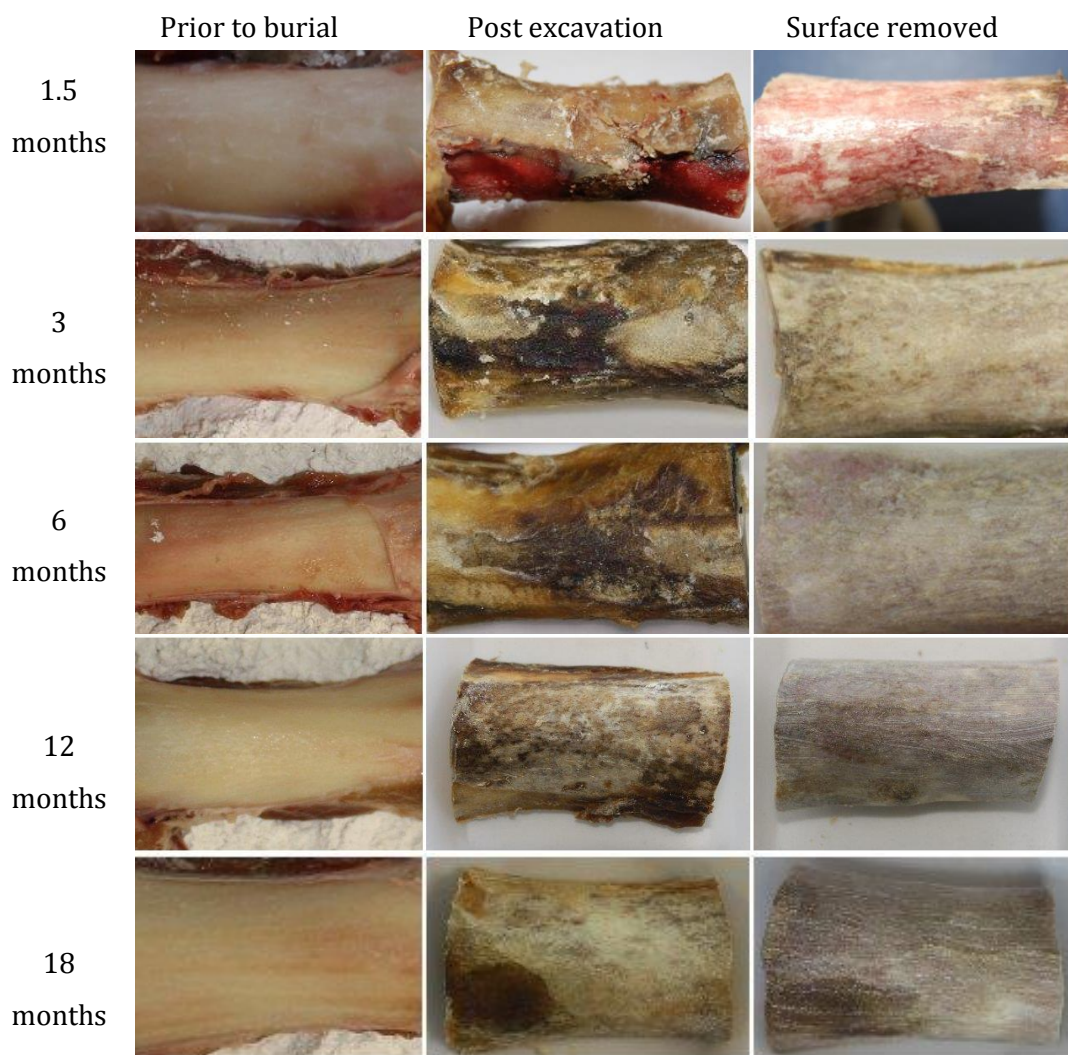 Prior to burial Post excavation Surface removed
1.5
months
3
months
6
months
12
months
18
months